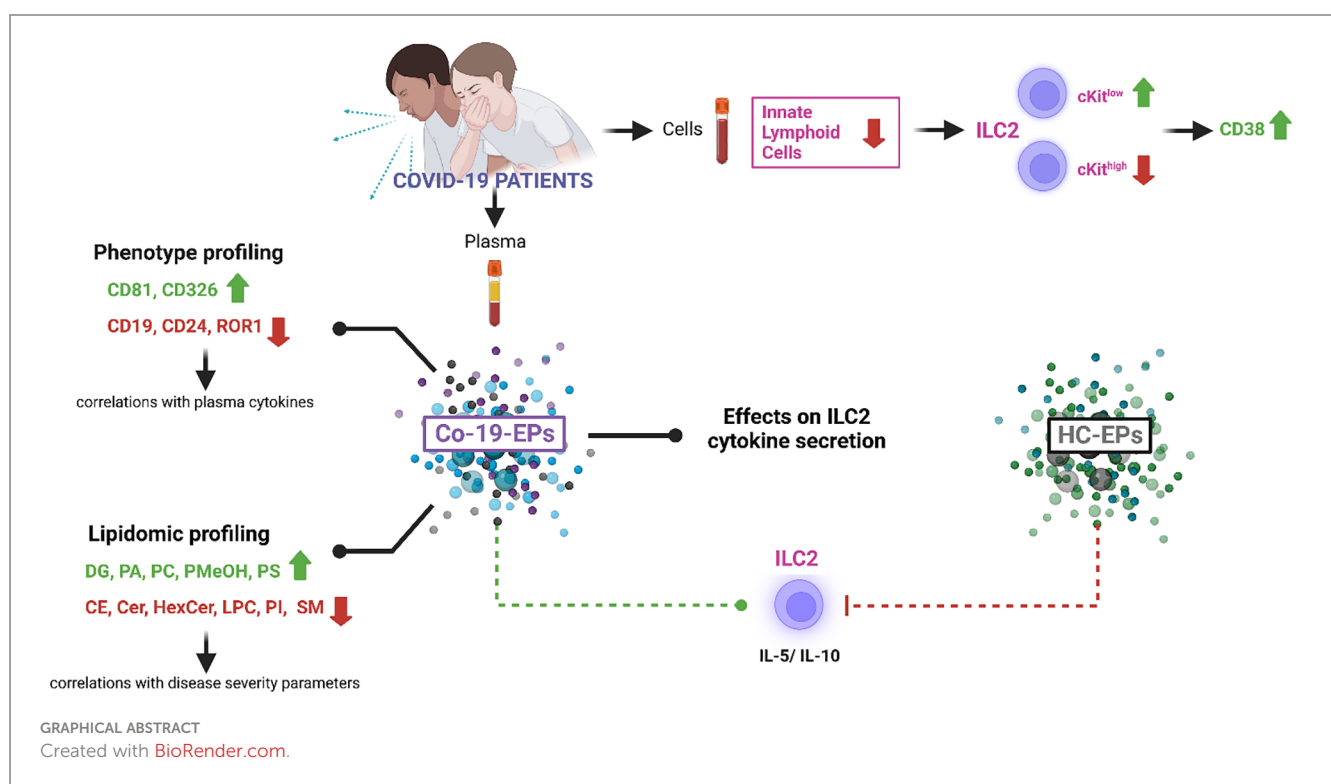 COVID-19 PATIENTS
Cells
Innate
Lymphoid
Cells
ILC2
cKitlow
cKithigh
CD38
Plasma
Phenotype profiling
CD81, CD326
CD19, CD24, ROR1
correlations with plasma cytokines
Co-19-EPs
Effects on ILC2
cytokine secretion
HC-EPs
Lipidomic profiling
DG, PA, PC, PMeOH, PS
CE, Cer, HexCer, LPC, PI, SM
correlations with disease severity parameters
ILC2
IL-5/ IL-10
GRAPHICAL ABSTRACT
Created with BioRender.com.